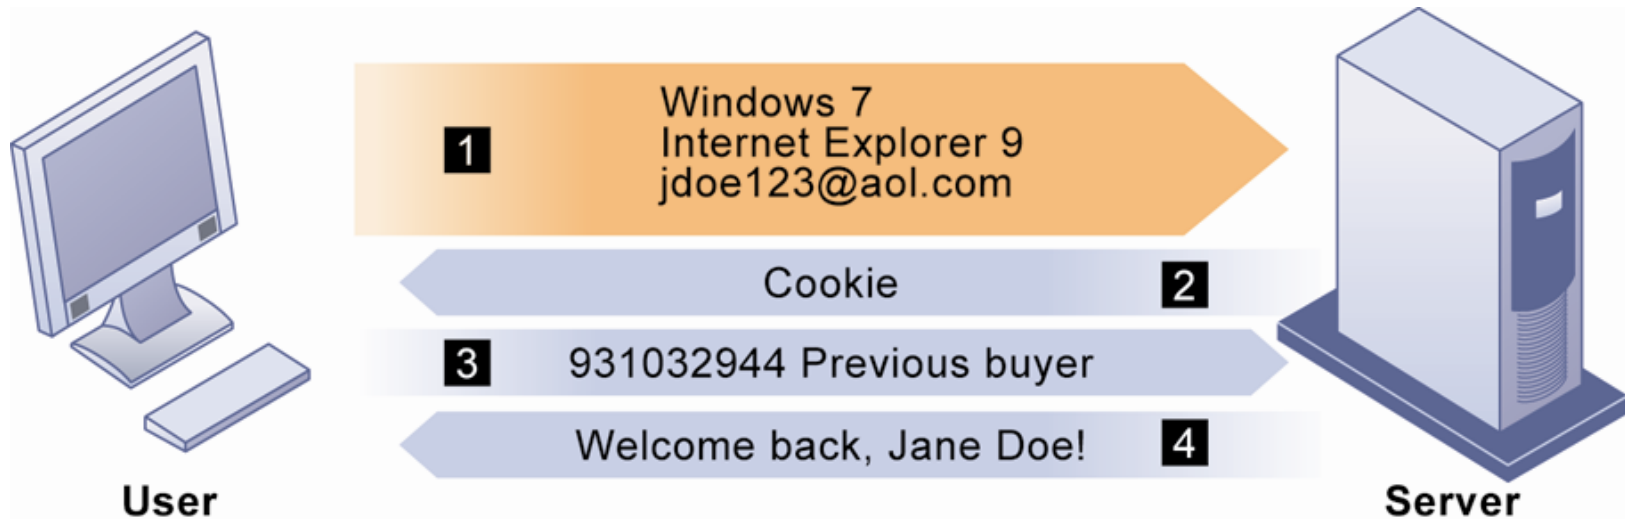 1
Windows 7
Internet Explorer 9
jdoe123@aol.com
Cookie 2
3 931032944 Previous buyer
Welcome back, Jane Doe! 4
User
Server